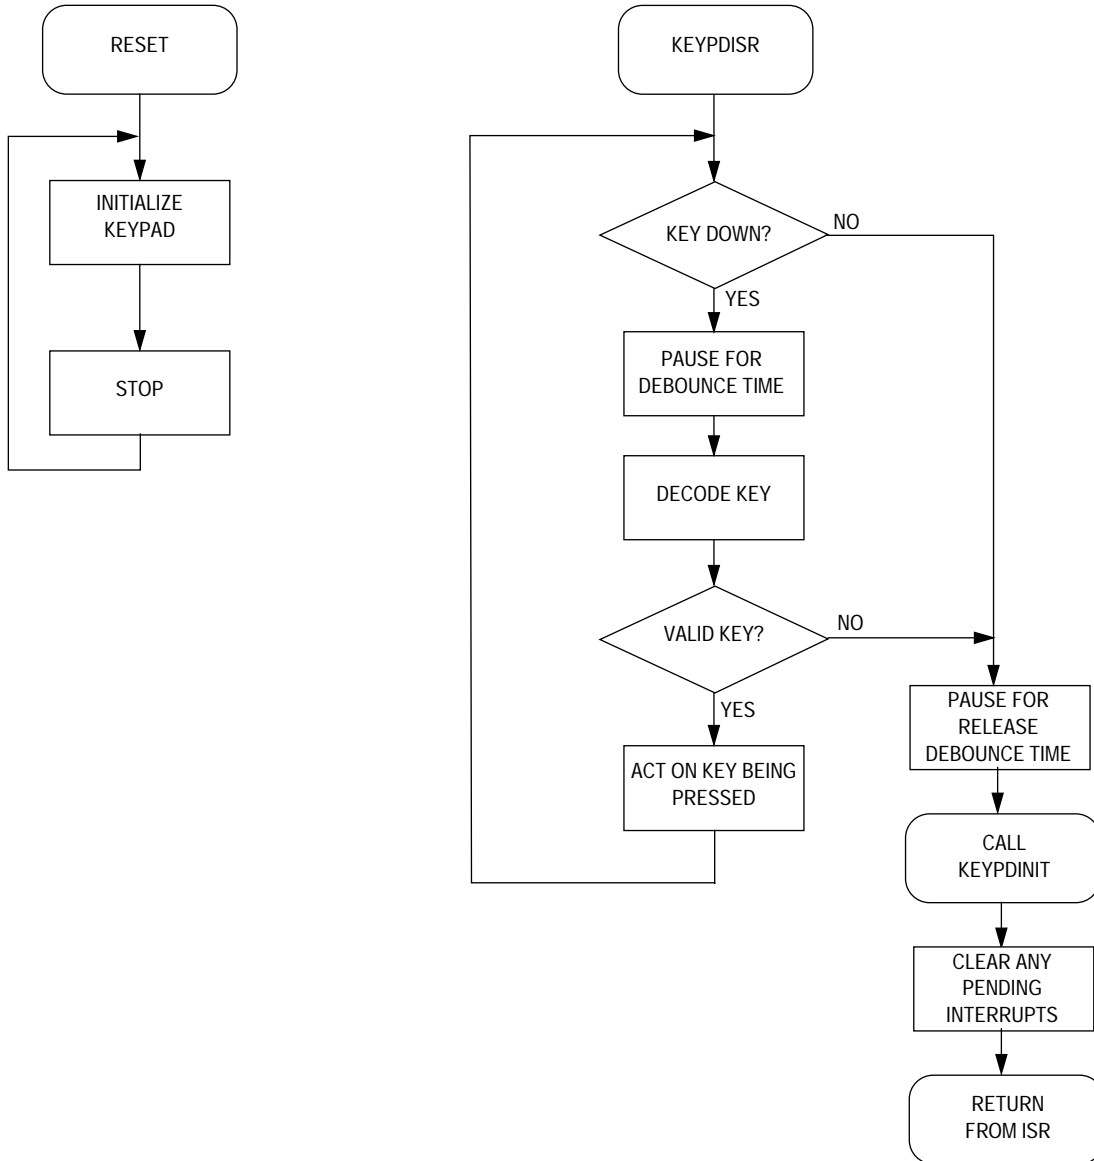 RESET
INITIALIZE
KEYPAD
STOP
KEYPDISR
KEY DOWN?
NO
YES
PAUSE FOR
DEBOUNCE TIME
DECODE KEY
VALID KEY?
NO
YES
ACT ON KEY BEING
PRESSED
PAUSE FOR
RELEASE
DEBOUNCE TIME
CALL
KEYPDINIT
CLEAR ANY
PENDING
INTERRUPTS
RETURN
FROM ISR